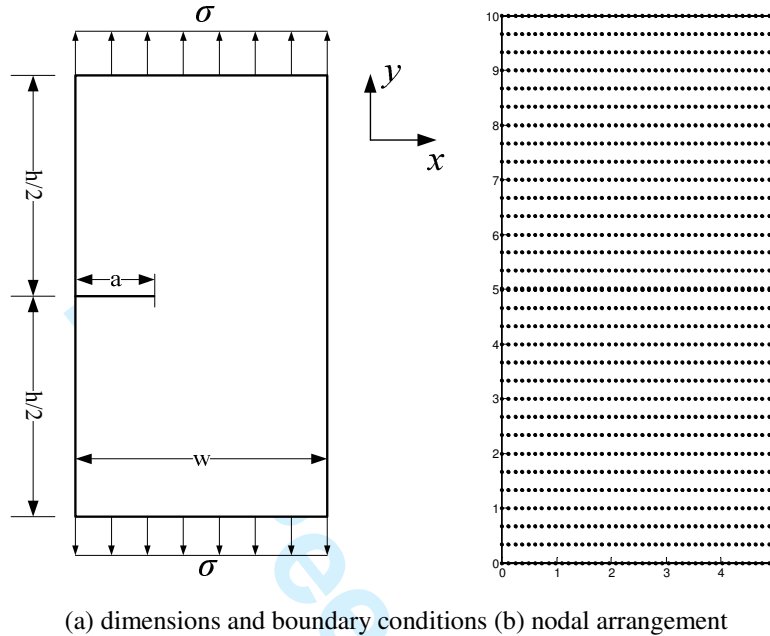 σ
y
x
h/2
a
h/2
w
σ
10
9
8
7
6
5
4
3
2
1
0
0 1 2 3 4
(a) dimensions and boundary conditions (b) nodal arrangement